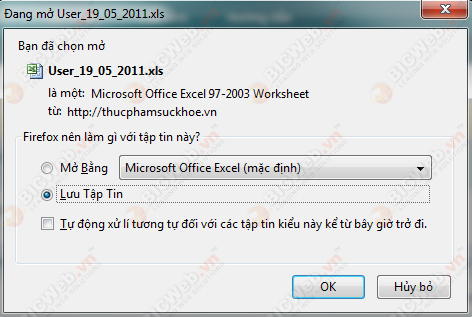 Đang mở User_19_05_2011.xls
Bạn đã chọn mở
User_19_05_2011.xls
là một: Microsoft Office Excel 97-2003 Worksheet
từ: http://thucphamsuckhoe.vn
Firefox nên làm gì với tập tin này?
Mở Bằng Microsoft Office Excel (mặc định)
Lưu Tập Tin
Tự động xử lí tương tự đối với các tập tin kiểu này kể từ bây giờ trở đi.
OK Hủy bỏ
BICWeb.vn